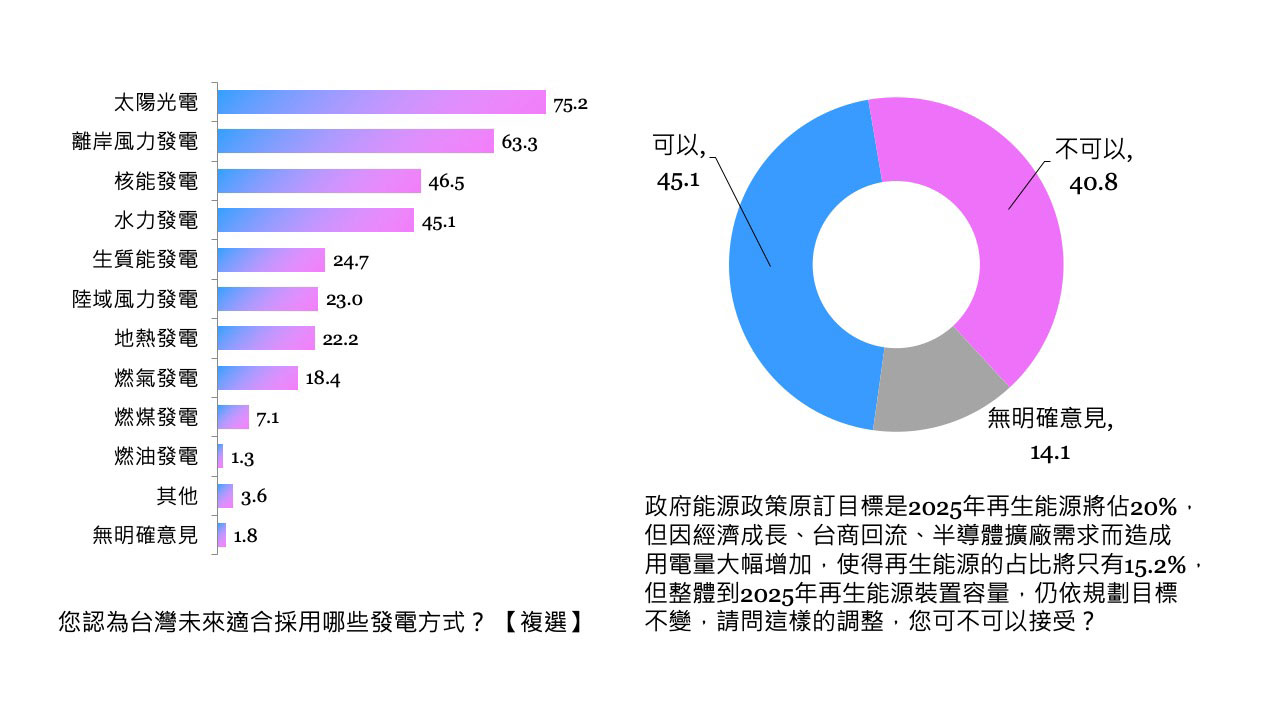 太陽光電 75.2
離岸風力發電 63.3
核能發電 46.5
水力發電 45.1
生質能發電 24.7
陸域風力發電 23.0
地熱發電 22.2
燃氣發電 18.4
燃煤發電 7.1
燃油發電 1.3
其他 3.6
無明確意見 1.8
您認為台灣未來適合採用哪些發電方式？【複選】
可以,
45.1
不可以,
40.8
無明確意見,
14.1
政府能源政策原訂目標是2025年再生能源將佔20%，
但因經濟成長、台商回流、半導體擴廠需求而造成
用電量大幅增加，使得再生能源的占比將只有15.2%，
但整體到2025年再生能源裝置容量，仍依規劃目標
不變，請問這樣的調整，您可不可以接受？